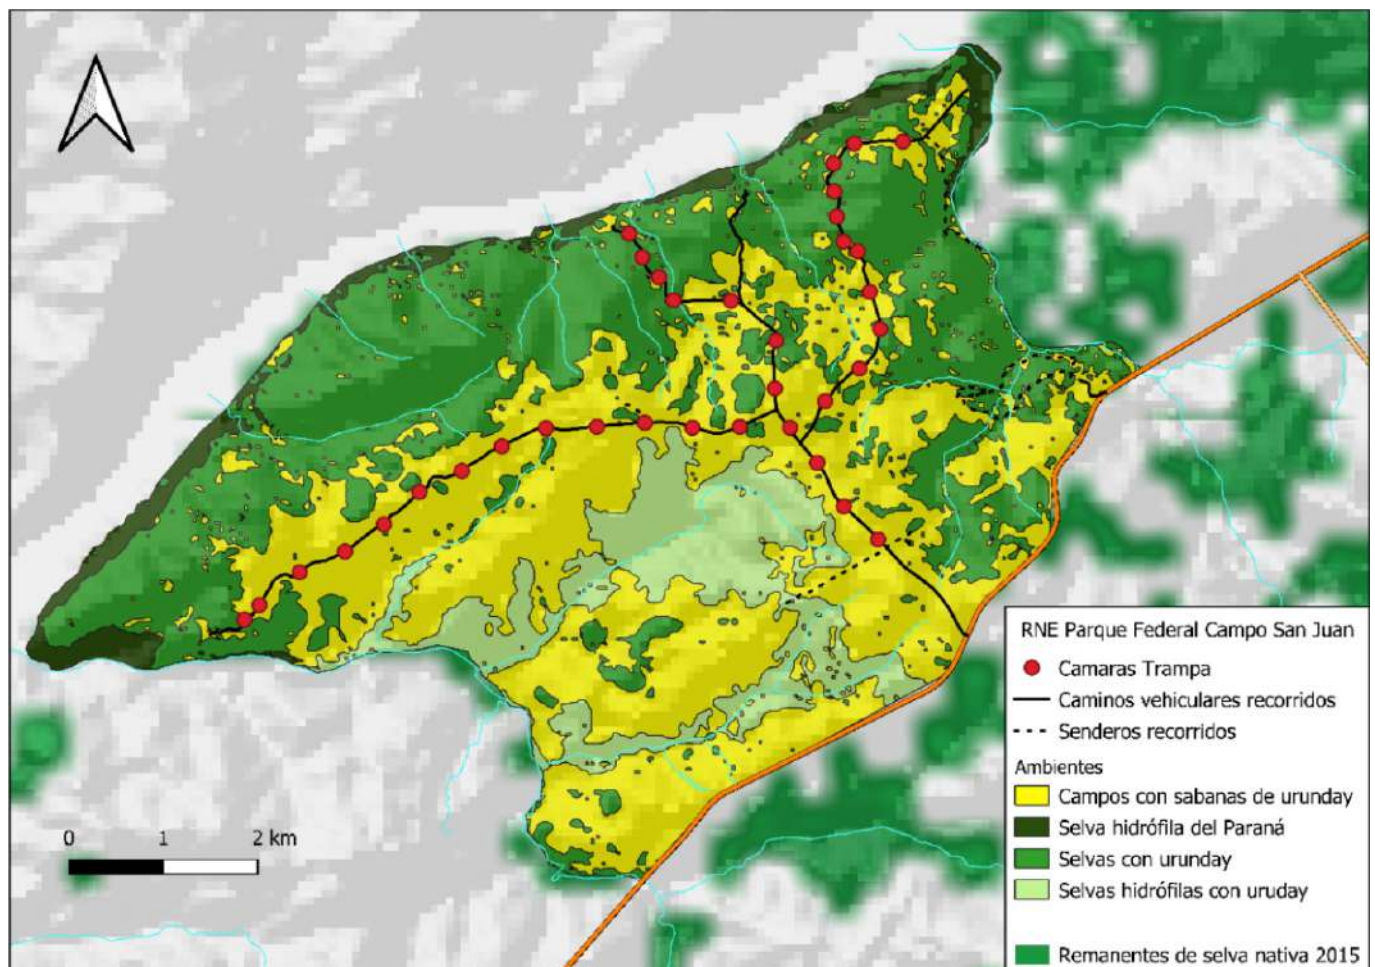 0 1 2 km
RNE Parque Federal Campo San Juan
Camaras Trampa
Caminos vehiculares recorridos
Senderos recorridos
Ambientes
Campos con sabanas de urunday
Selva hidrófila del Paraná
Selvas con urunday
Selvas hidrófilas con uruday
Remanentes de selva nativa 2015